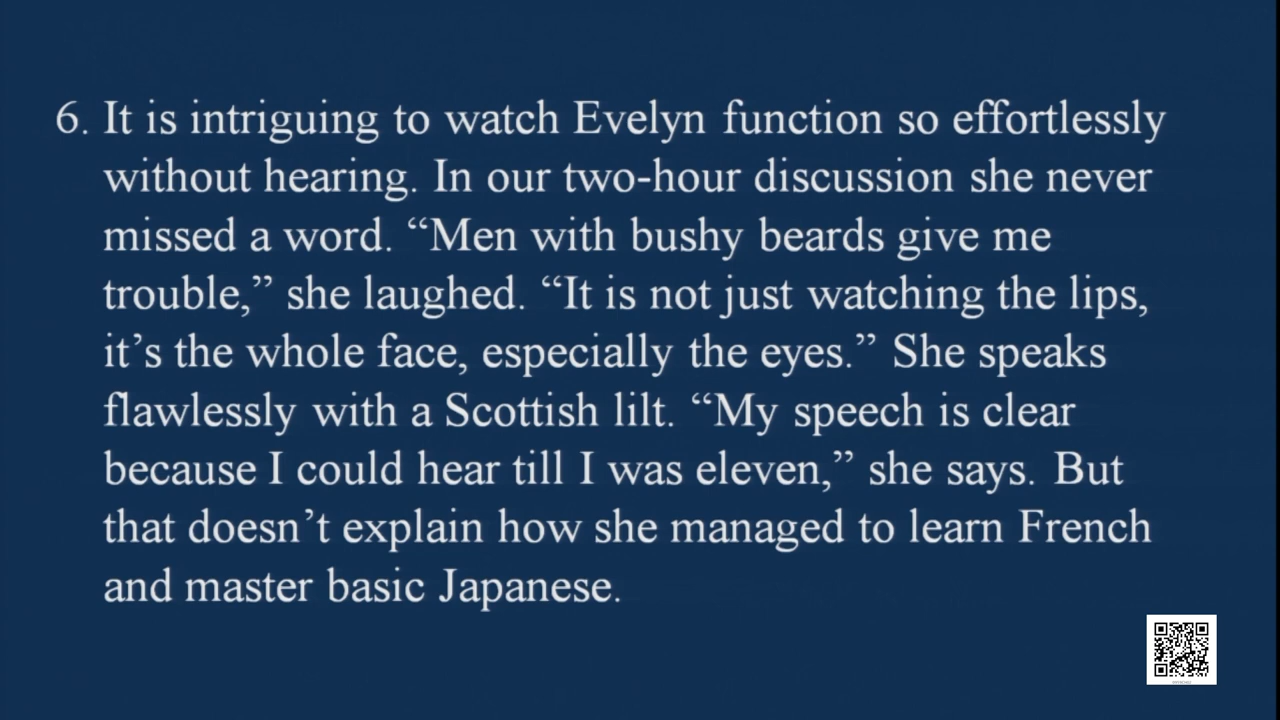 6. It is intriguing to watch Evelyn function so effortlessly
without hearing. In our two-hour discussion she never
missed a word. “Men with bushy beards give me
trouble,” she laughed. “It is not just watching the lips,
it’s the whole face, especially the eyes.” She speaks
flawlessly with a Scottish lilt. “My speech is clear
because I could hear till I was eleven,” she says. But
that doesn’t explain how she managed to learn French
and master basic Japanese.